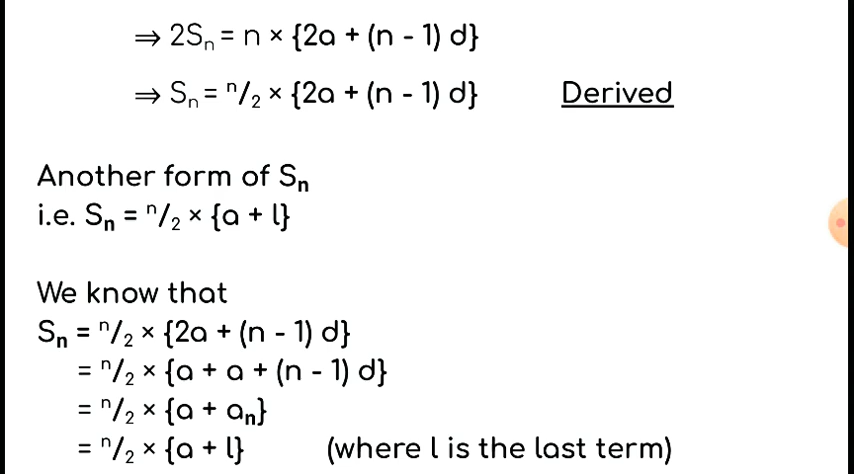 ⇒ 2Sₙ = n × {2a + (n - 1) d}
⇒ Sₙ = ⁿ/₂ × {2a + (n - 1) d} Derived
Another form of Sₙ
i.e. Sₙ = ⁿ/₂ × {a + l}
We know that
Sₙ = ⁿ/₂ × {2a + (n - 1) d}
= ⁿ/₂ × {a + a + (n - 1) d}
= ⁿ/₂ × {a + aₙ}
= ⁿ/₂ × {a + l} (where l is the last term)